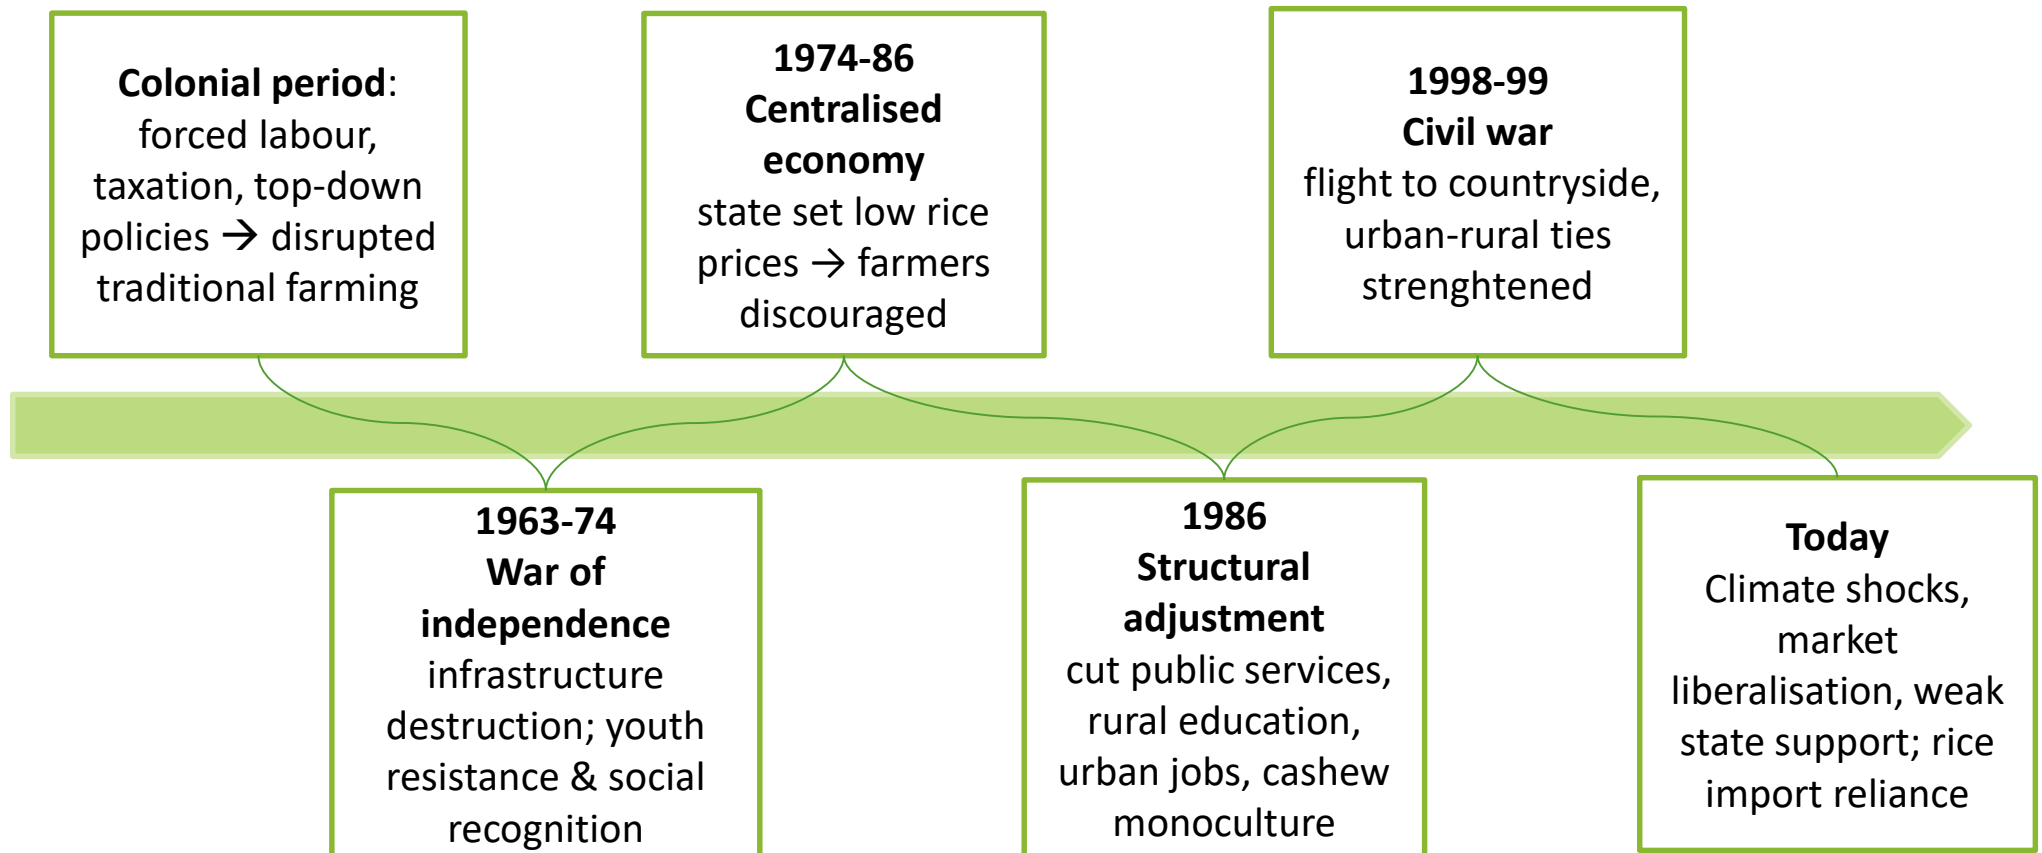 Colonial period:
forced labour,
taxation, top-down
policies → disrupted
traditional farming
1963-74
War of
independence
infrastructure
destruction; youth
resistance & social
recognition
1974-86
Centralised
economy
state set low rice
prices → farmers
discouraged
1986
Structural
adjustment
cut public services,
rural education,
urban jobs, cashew
monoculture
1998-99
Civil war
flight to countryside,
urban-rural ties
strenghtened
Today
Climate shocks,
market
liberalisation, weak
state support; rice
import reliance